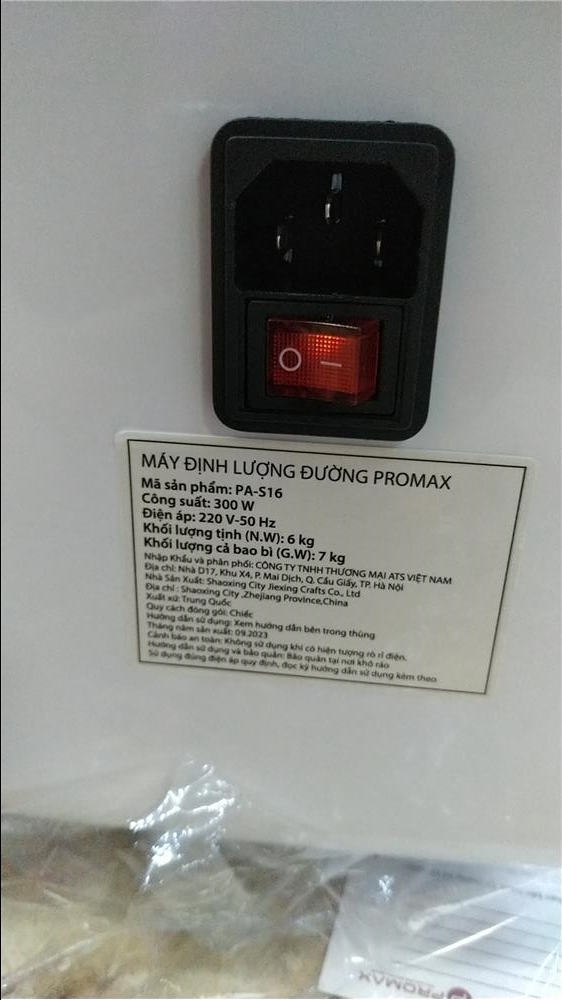 O —
MÁY ĐỊNH LƯỢNG ĐƯỜNG PROMAX
Mã sản phẩm: PA-S16
Công suất: 300 W
Điện áp: 220 V-50 Hz
Khối lượng tịnh (N.W): 6 kg
Khối lượng cả bao bì (G.W): 7 kg
Nhập Khẩu và phân phối: CÔNG TY TNHH THƯƠNG MẠI ATS VIỆT NAM
Địa chỉ: Nhà D17, Khu X4, P. Mai Dịch, Q. Cầu Giấy, TP. Hà Nội
Nhà Sản Xuất: Shaoxing City Jiexing Crafts Co., Ltd
Địa chỉ : Shaoxing City ,Zhejiang Province,China
Xuất xứ: Trung Quốc
Quy cách đóng gói: Chiếc
Hướng dẫn sử dụng: Xem hướng dẫn bên trong thùng
Tháng năm sản xuất: 09.2023
Cảnh báo an toàn: Không sử dụng khi có hiện tượng rò rỉ điện.
Hướng dẫn sử dụng và bảo quản: Bảo quản tại nơi khô ráo
Sử dụng đúng điện áp quy định, đọc kỹ hướng dẫn sử dụng kèm theo
PROMAX